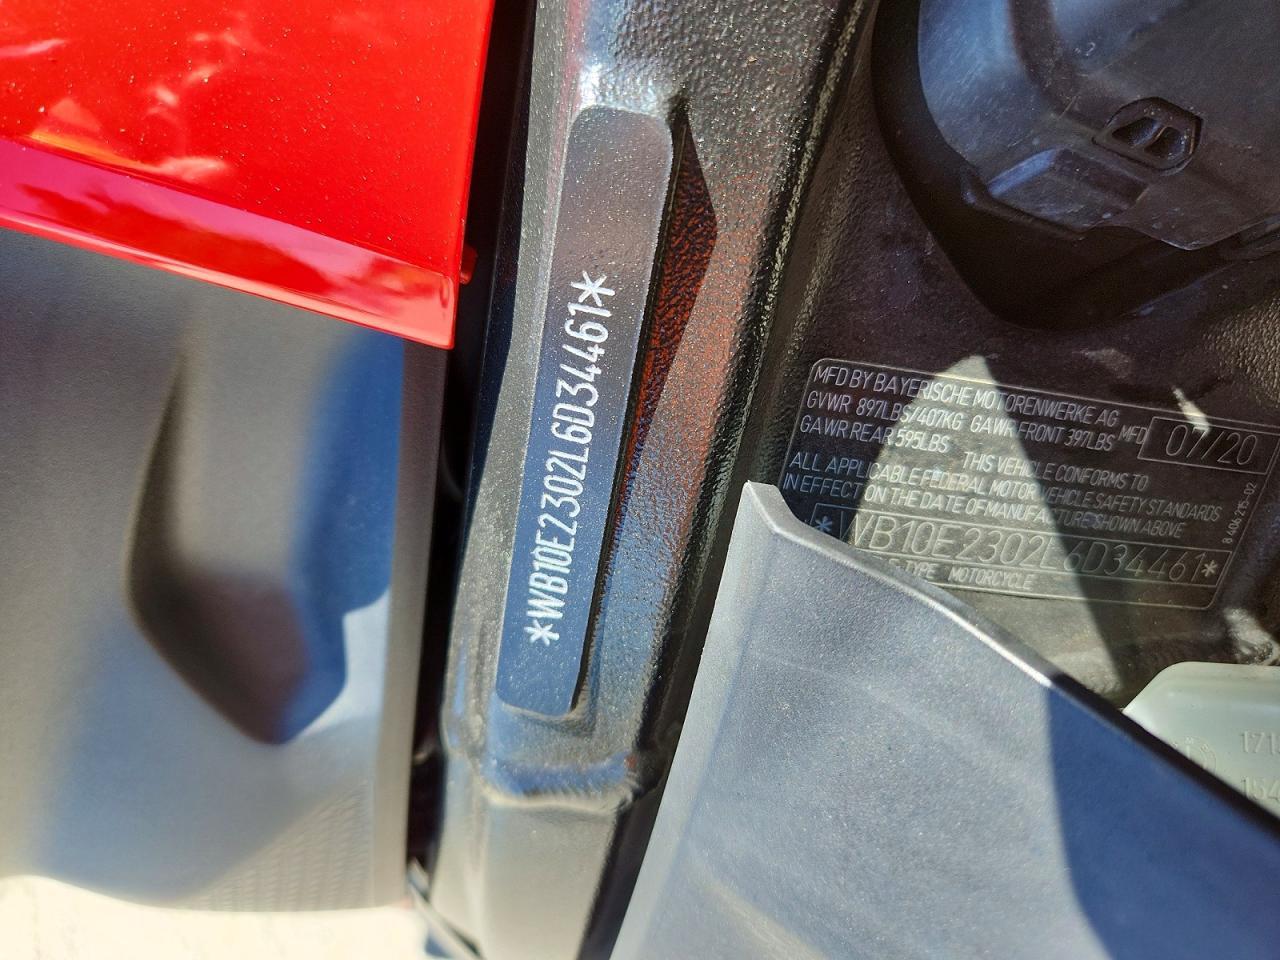 *WB10E2302L6D34461*
MFD BY BAYERISCHE MOTORENWERKE AG
GVWR 897LBS/407KG GAWR FRONT 397LBS MFD 07/20
GAWR REAR 595LBS
THIS VEHICLE CONFORMS TO
ALL APPLICABLE FEDERAL MOTOR VEHICLE SAFETY STANDARDS
IN EFFECT ON THE DATE OF MANUFACTURE SHOWN ABOVE
*WB10E2302L6D34461*
TYPE MOTORCYCLE
171
154